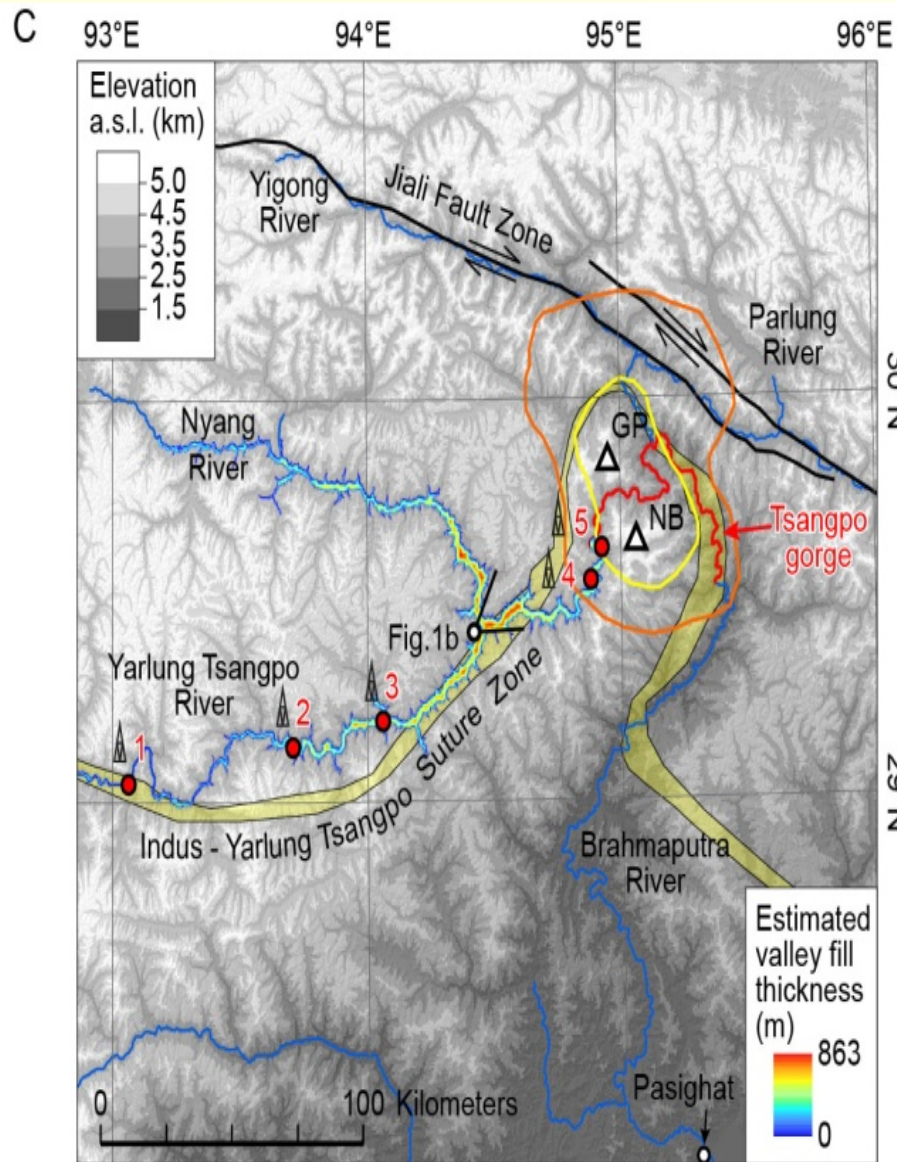 C
93°E 94°E 95°E 96°E
Elevation
a.s.l. (km)
5.0
4.5
3.5
2.5
1.5
Yigong
River
Jiali Fault Zone
Parlung
River
30
N
Nyang
River
GP
NB
5
4
Tsangpo
gorge
Fig.1b
Yarlung Tsangpo
River
3
2
1
29
N
Indus - Yarlung Tsangpo Suture Zone
Brahmaputra
River
Estimated
valley fill
thickness
(m)
863
0
Pasighat
0 100 Kilometers